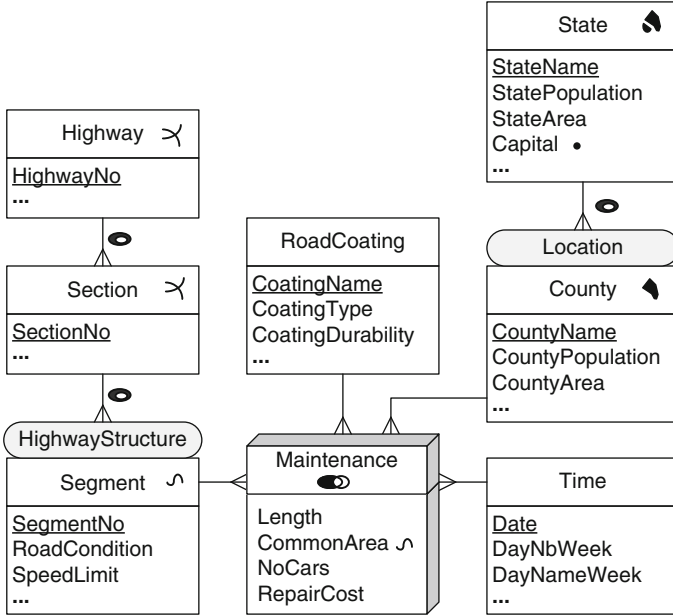 State
StateName
StatePopulation
StateArea
Capital
...
Highway
HighwayNo
...
Section
SectionNo
...
HighwayStructure
Segment
SegmentNo
RoadCondition
SpeedLimit
...
RoadCoating
CoatingName
CoatingType
CoatingDurability
...
Location
County
CountyName
CountyPopulation
CountyArea
...
Maintenance
Length
CommonArea
NoCars
RepairCost
Time
Date
DayNbWeek
DayNameWeek
...